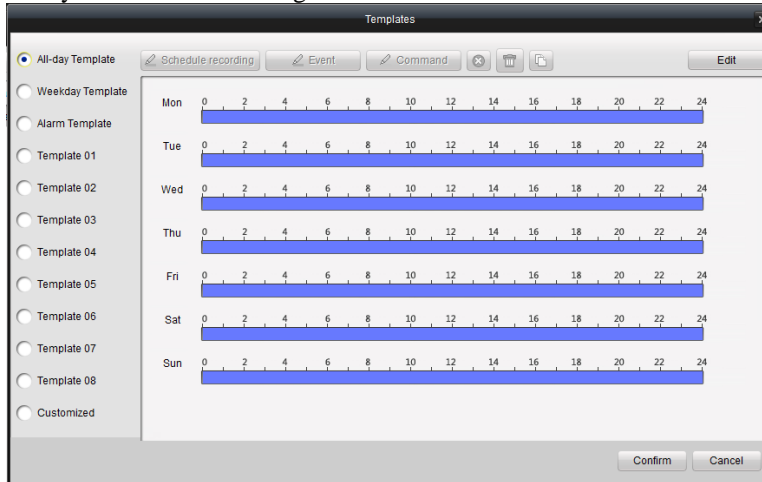 Templates
All-day Template
Schedule recording
Event
Command
Edit
Weekday Template
Alarm Template
Template 01
Template 02
Template 03
Template 04
Template 05
Template 06
Template 07
Template 08
Customized
Mon 0 2 4 6 8 10 12 14 16 18 20 22 24
Tue 0 2 4 6 8 10 12 14 16 18 20 22 24
Wed 0 2 4 6 8 10 12 14 16 18 20 22 24
Thu 0 2 4 6 8 10 12 14 16 18 20 22 24
Fri 0 2 4 6 8 10 12 14 16 18 20 22 24
Sat 0 2 4 6 8 10 12 14 16 18 20 22 24
Sun 0 2 4 6 8 10 12 14 16 18 20 22 24
Confirm
Cancel